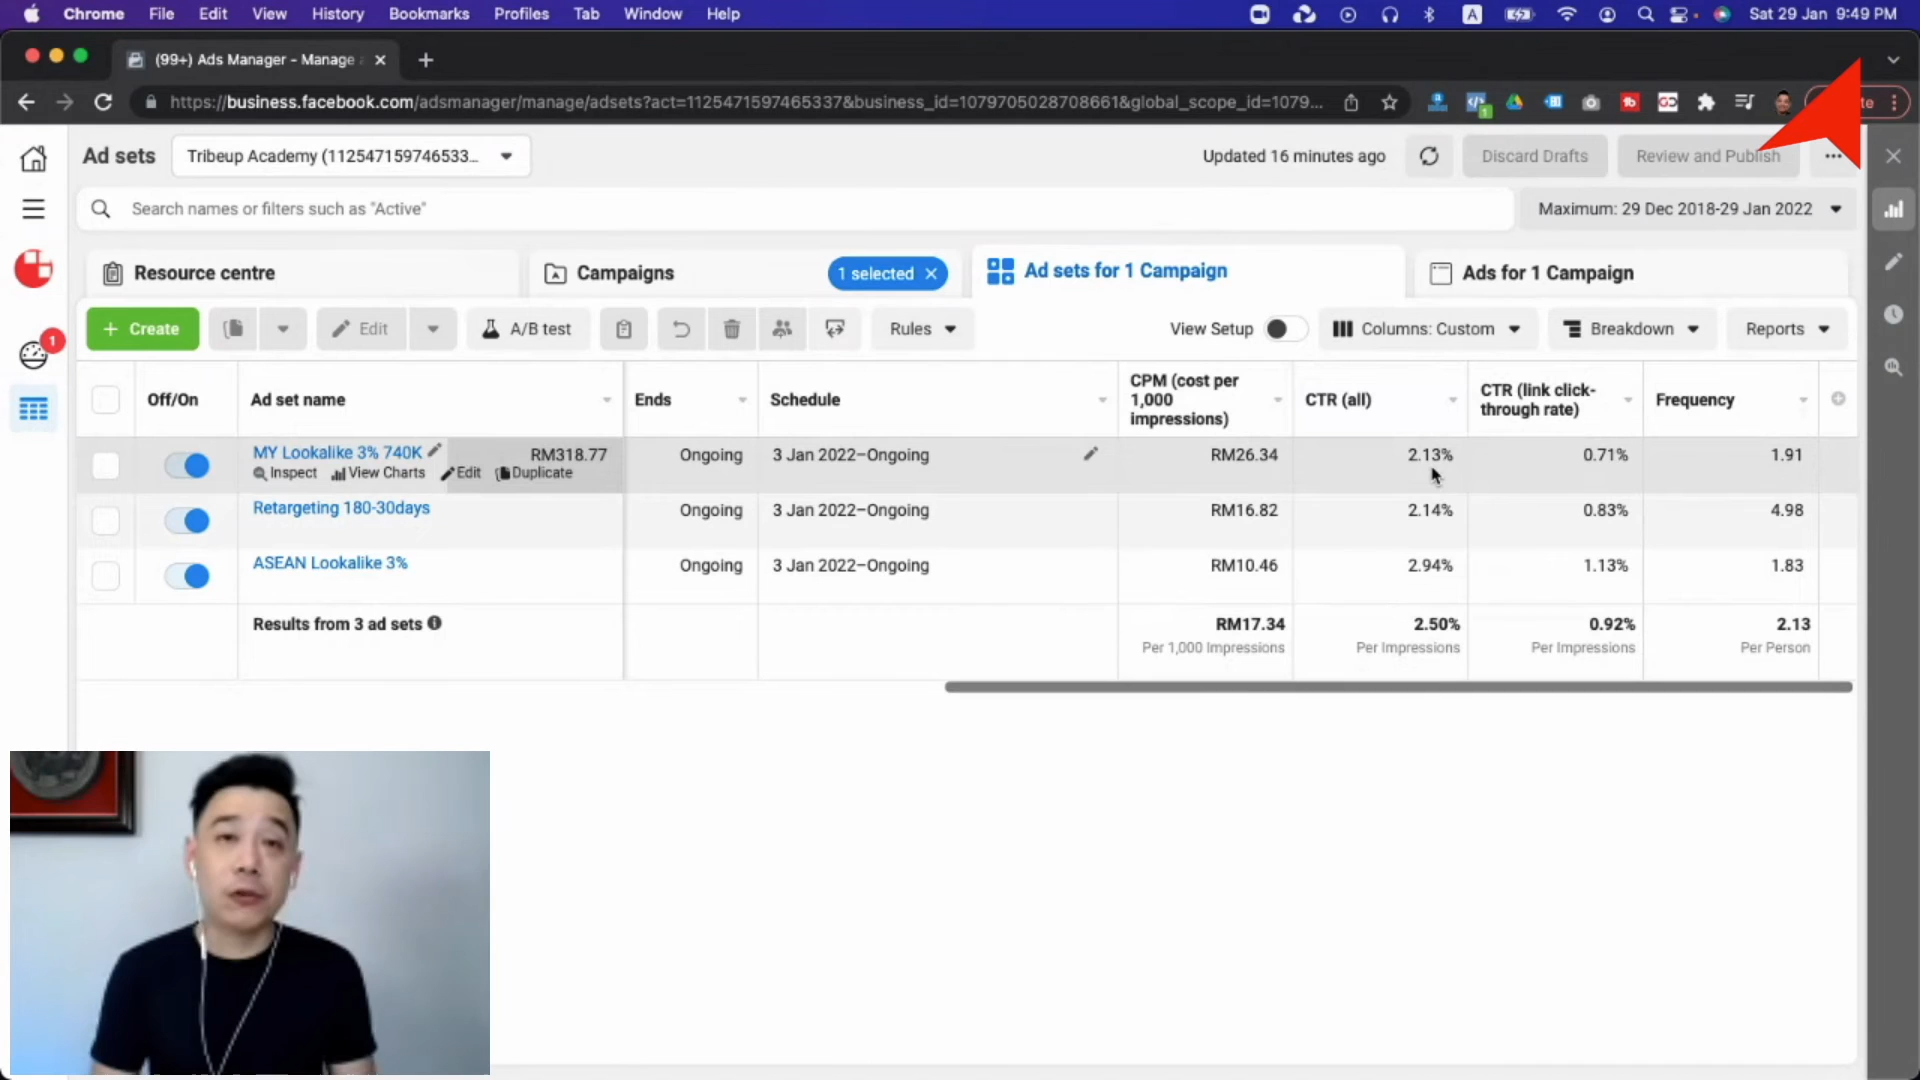 Chrome File Edit View History Bookmarks Profiles Tab Window Help A Sat 29 Jan 9:49 PM
(99+) Ads Manager - Manage
https://business.facebook.com/adsmanager/manage/adsets?act=1125471597465337&business_id=1079705028708661&global_scope_id=1079...
Ad sets Tribeup Academy (112547159746533... Updated 16 minutes ago Discard Drafts Review and Publish
Search names or filters such as "Active" Maximum: 29 Dec 2018-29 Jan 2022
Resource centre Campaigns 1 selected Ad sets for 1 Campaign Ads for 1 Campaign
+ Create Edit A/B test Rules View Setup Columns: Custom Breakdown Reports
1
Off/On Ad set name Ends Schedule CPM (cost per 1,000 impressions) CTR (all) CTR (link click-through rate) Frequency
MY Lookalike 3% 740K RM318.77 Ongoing 3 Jan 2022–Ongoing RM26.34 2.13% 0.71% 1.91
Inspect View Charts Edit Duplicate
Retargeting 180-30days Ongoing 3 Jan 2022–Ongoing RM16.82 2.14% 0.83% 4.98
ASEAN Lookalike 3% Ongoing 3 Jan 2022–Ongoing RM10.46 2.94% 1.13% 1.83
Results from 3 ad sets RM17.34 2.50% 0.92% 2.13
Per 1,000 Impressions Per Impressions Per Impressions Per Person